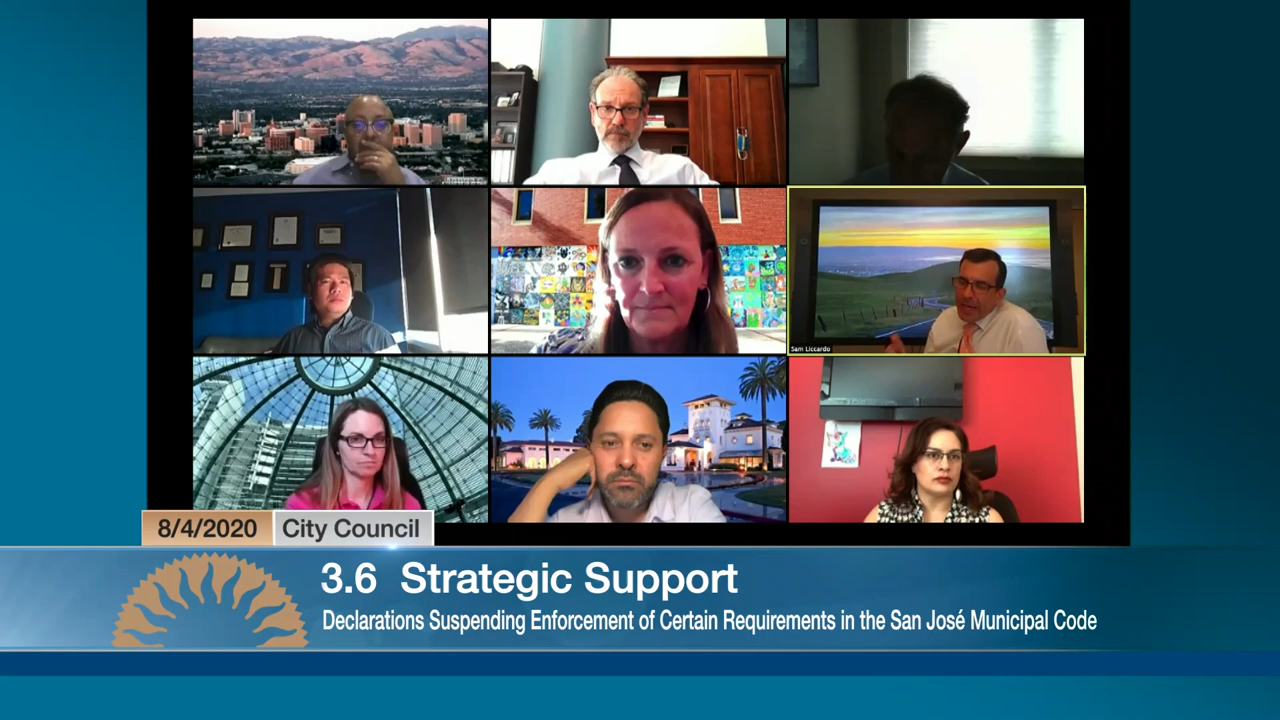 Sam Liccardo
8/4/2020 City Council
3.6 Strategic Support
Declarations Suspending Enforcement of Certain Requirements in the San José Municipal Code